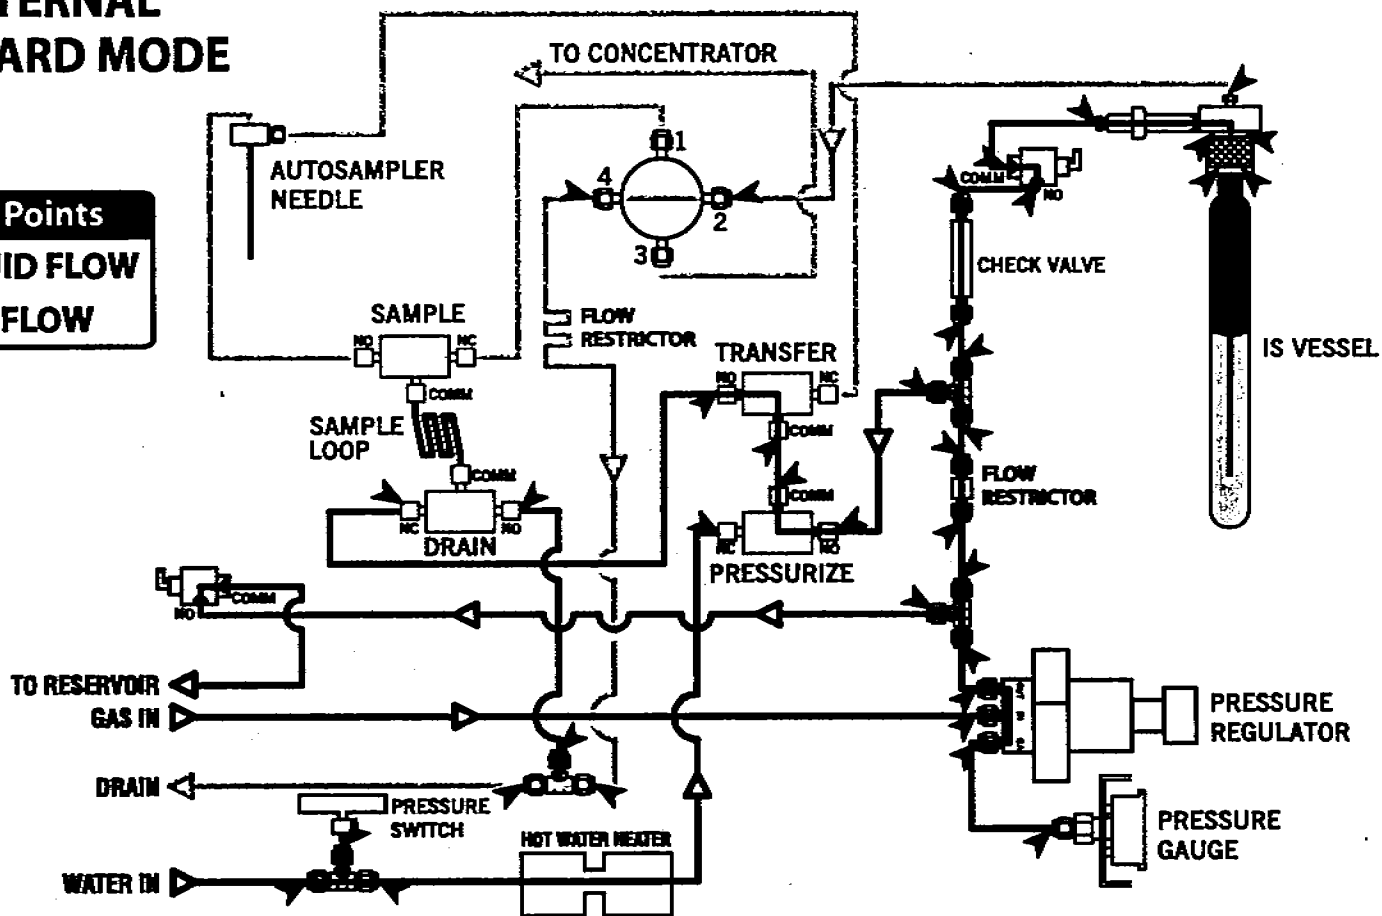 TERNAL
ARD MODE
TO CONCENTRATOR
AUTOSAMPLER
NEEDLE
1
4
2
3
Points
ID FLOW
FLOW
COMM
NO
CHECK VALVE
SAMPLE
NO
NC
COMM
FLOW
RESTRICTOR
TRANSFER
NO
NC
COMM
IS VESSEL
SAMPLE
LOOP
COMM
NC
NO
DRAIN
COMM
NC
NO
PRESSURIZE
FLOW
RESTRICTOR
NO
COMM
TO RESERVOIR
GAS IN
PRESSURE
REGULATOR
DRAIN
PRESSURE
SWITCH
HOT WATER HEATER
PRESSURE
GAUGE
WATER IN